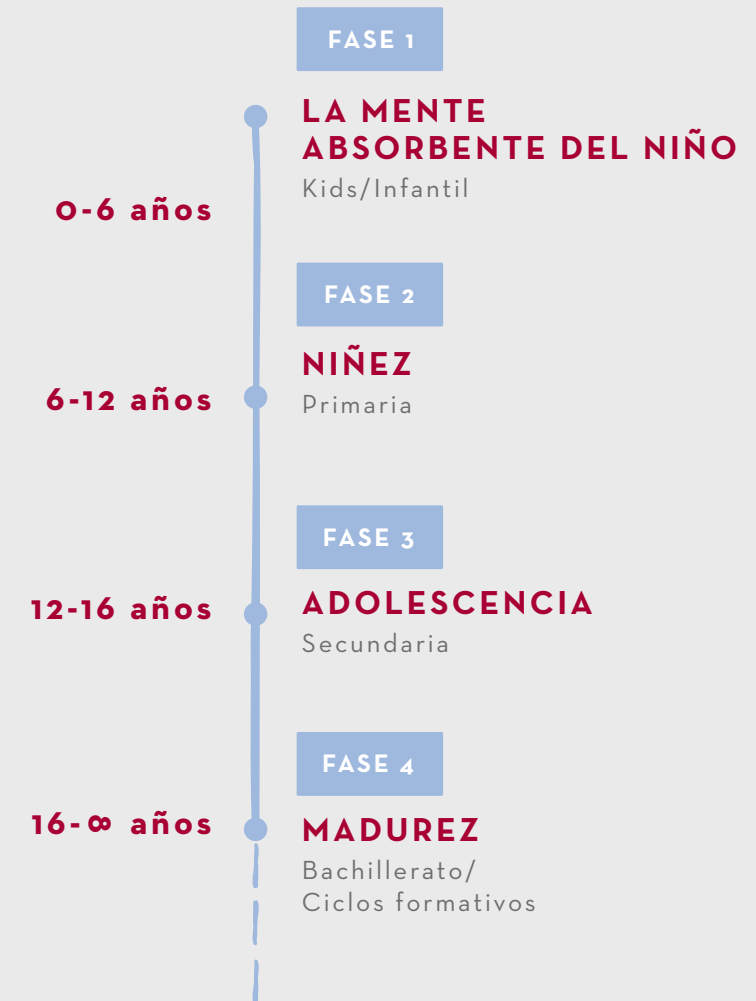 FASE 1
LA MENTE
ABSORBENTE DEL NIÑO
Kids/Infantil
0-6 años
FASE 2
NIÑEZ
6-12 años
Primaria
FASE 3
ADOLESCENCIA
12-16 años
Secundaria
FASE 4
MADUREZ
16-∞ años
Bachillerato/
Ciclos formativos